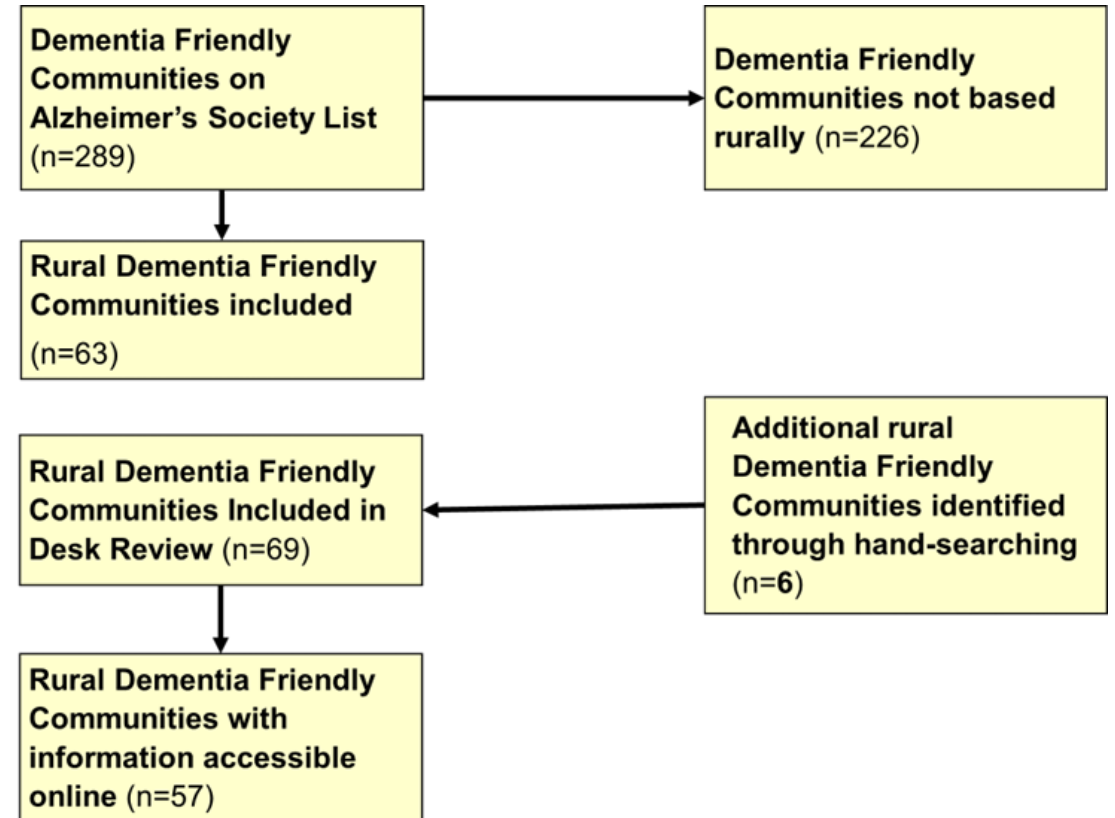 Dementia Friendly
Communities on
Alzheimer's Society List
(n=289)
Dementia Friendly
Communities not based
rurally (n=226)
Rural Dementia Friendly
Communities included
(n=63)
Additional rural
Dementia Friendly
Communities identified
through hand-searching
(n=6)
Rural Dementia Friendly
Communities Included in
Desk Review (n=69)
Rural Dementia Friendly
Communities with
information accessible
online (n=57)